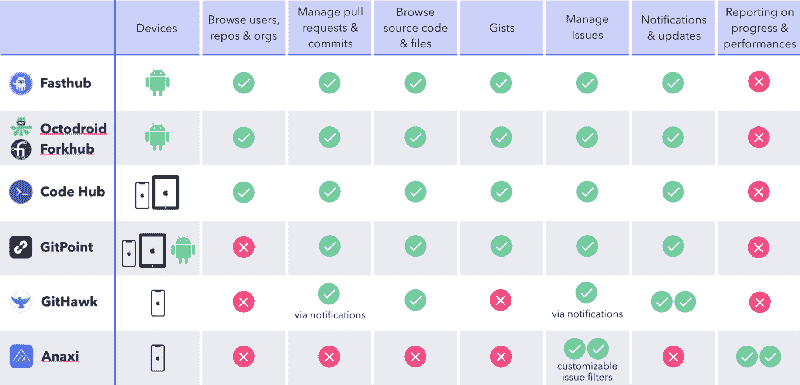 Devices
Browse users,
repos & orgs
Manage pull
requests &
commits
Browse
source code
& files
Gists
Manage
Issues
Notifications
& updates
Reporting on
progress &
performances
Fasthub
Octodroid
Forkhub
Code Hub
GitPoint
GitHawk
via notifications
via notifications
Anaxi
customizable
issue filters